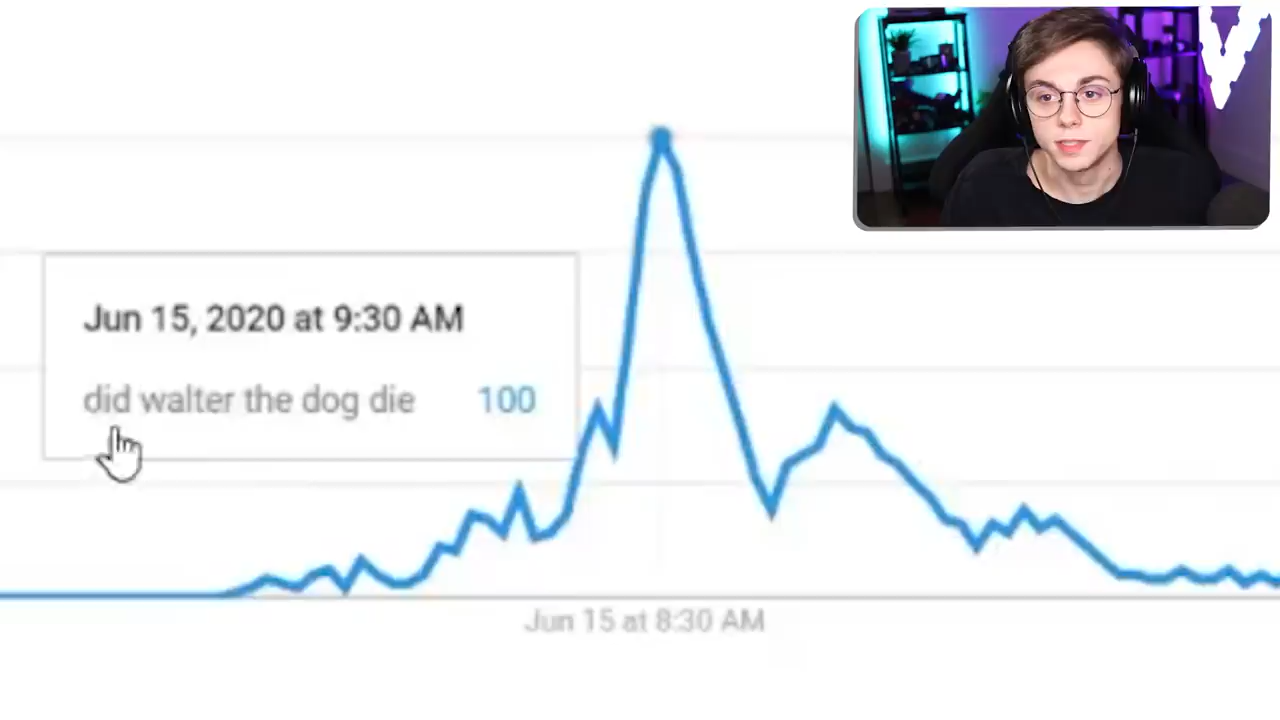 Jun 15, 2020 at 9:30 AM
did walter the dog die 100
Jun 15 at 8:30 AM